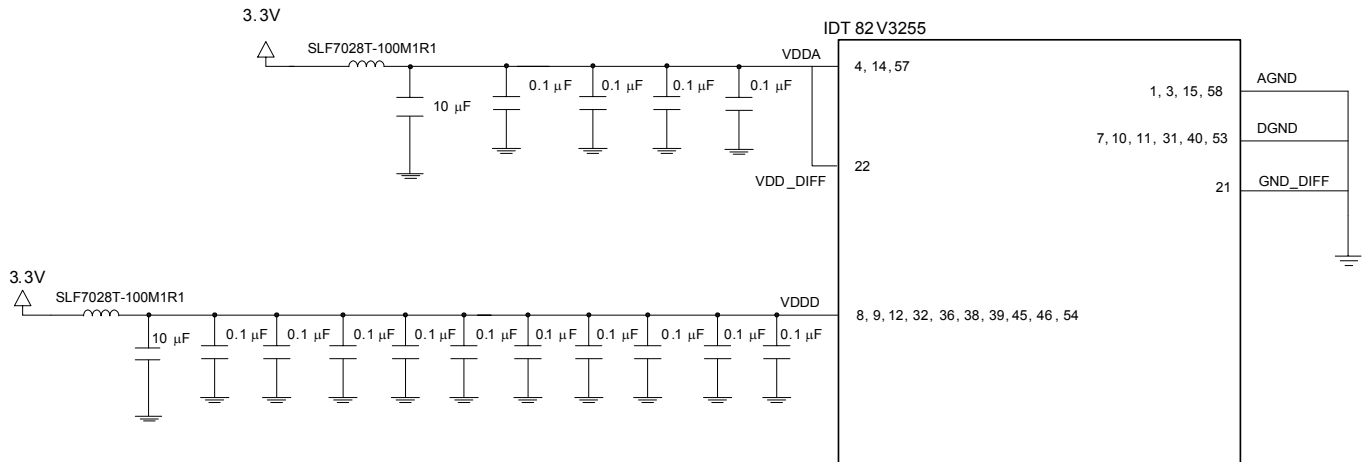 3.3V
IDT 82V3255
SLF7028T-100M1R1
VDDA
4, 14, 57
0.1 μF
0.1 μF
0.1 μF
0.1 μF
10 μF
AGND
1, 3, 15, 58
DGND
7, 10, 11, 31, 40, 53
22
VDD_DIFF
21
GND_DIFF
3.3V
SLF7028T-100M1R1
VDDD
8, 9, 12, 32, 36, 38, 39, 45, 46, 54
10 μF
0.1 μF
0.1 μF
0.1 μF
0.1 μF
0.1 μF
0.1 μF
0.1 μF
0.1 μF
0.1 μF
0.1 μF